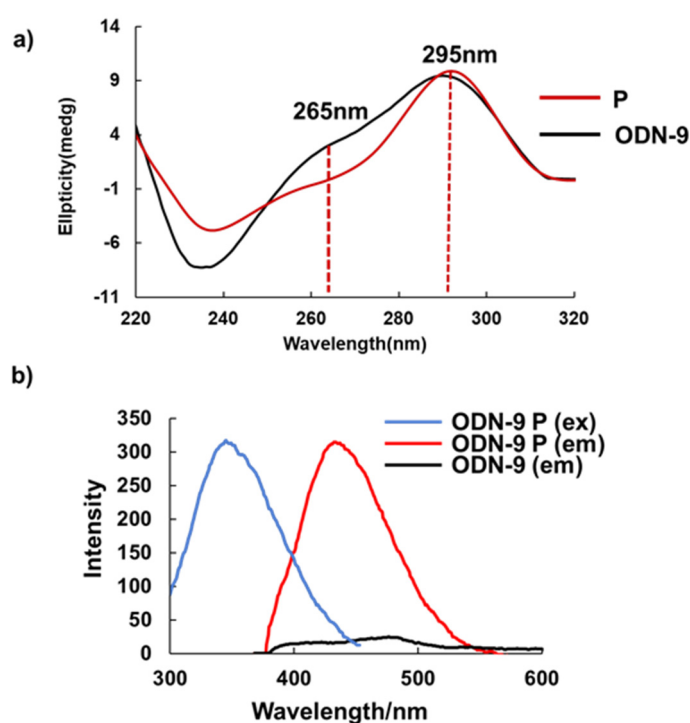 a)
14
9
4
-1
-6
-11
Ellpticity(medg)
265nm
295nm
P
ODN-9
220 240 260 280 300 320
Wavelength(nm)
b)
350
300
250
200
150
100
50
0
Intensity
ODN-9 P (ex)
ODN-9 P (em)
ODN-9 (em)
300 400 500 600
Wavelength/nm